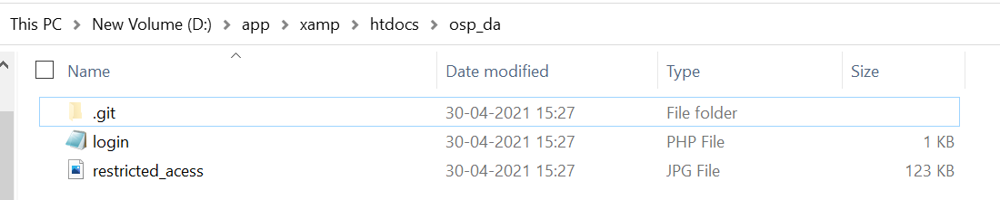 This PC > New Volume (D:) > app > xamp > htdocs > osp_da
Name Date modified Type Size
.git 30-04-2021 15:27 File folder
login 30-04-2021 15:27 PHP File 1 KB
restricted_acess 30-04-2021 15:27 JPG File 123 KB